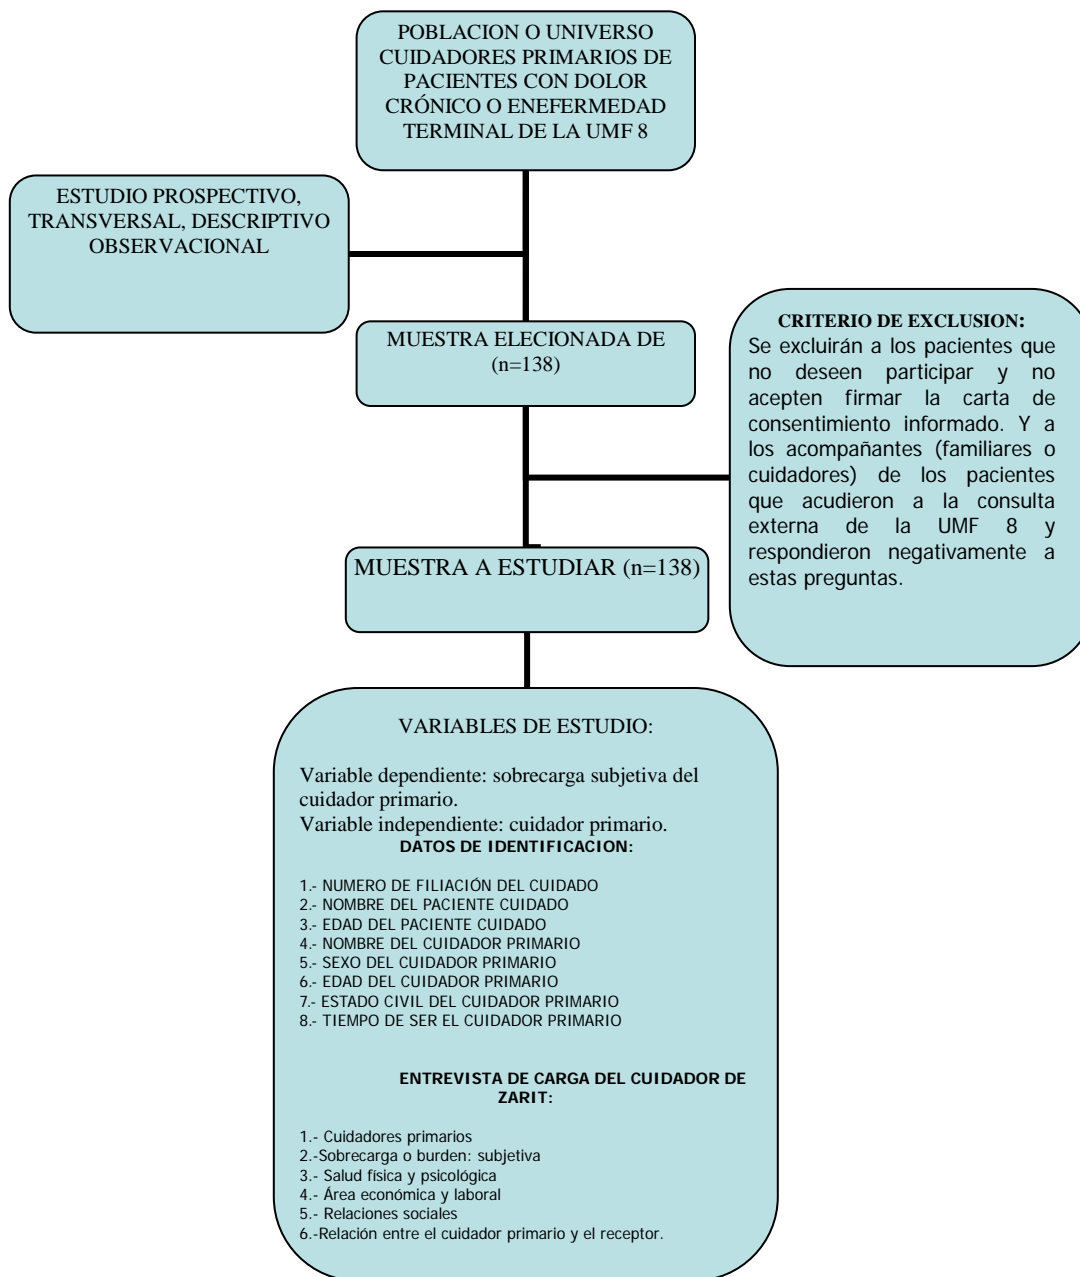 POBLACION O UNIVERSO
CUIDADORES PRIMARIOS DE
PACIENTES CON DOLOR
CRÓNICO O ENEFERMEDAD
TERMINAL DE LA UMF 8
ESTUDIO PROSPECTIVO,
TRANSVERSAL, DESCRIPTIVO
OBSERVACIONAL
MUESTRA ELECIONADA DE
(n=138)
CRITERIO DE EXCLUSION:
Se excluirán a los pacientes que
no deseen participar y no
acepten firmar la carta de
consentimiento informado. Y a
los acompañantes (familiares o
cuidadores) de los pacientes
que acudieron a la consulta
externa de la UMF 8 y
respondieron negativamente a
estas preguntas.
MUESTRA A ESTUDIAR (n=138)
VARIABLES DE ESTUDIO:
Variable dependiente: sobrecarga subjetiva del
cuidador primario.
Variable independiente: cuidador primario.
DATOS DE IDENTIFICACION:
1.- NUMERO DE FILIACIÓN DEL CUIDADO
2.- NOMBRE DEL PACIENTE CUIDADO
3.- EDAD DEL PACIENTE CUIDADO
4.- NOMBRE DEL CUIDADOR PRIMARIO
5.- SEXO DEL CUIDADOR PRIMARIO
6.- EDAD DEL CUIDADOR PRIMARIO
7.- ESTADO CIVIL DEL CUIDADOR PRIMARIO
8.- TIEMPO DE SER EL CUIDADOR PRIMARIO
ENTREVISTA DE CARGA DEL CUIDADOR DE
ZARIT:
1.- Cuidadores primarios
2.-Sobrecarga o burden: subjetiva
3.- Salud física y psicológica
4.- Área económica y laboral
5.- Relaciones sociales
6.-Relación entre el cuidador primario y el receptor.